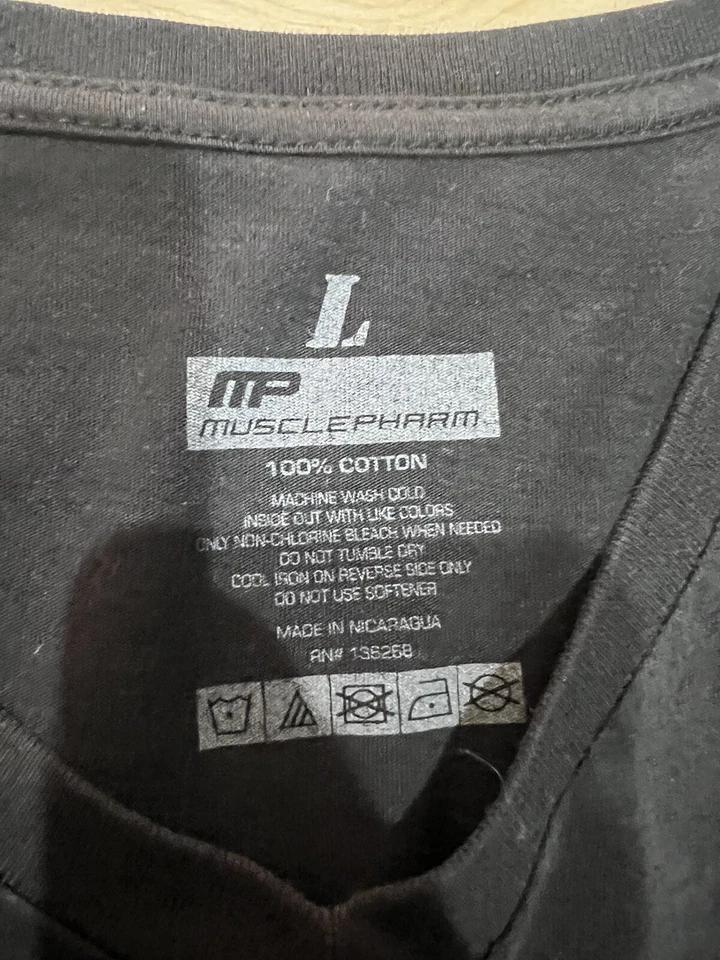 L
MP
MUSCLEPHARM
100% COTTON
MACHINE WASH COLD
INSIDE OUT WITH LIKE COLORS
ONLY NON-CHLORINE BLEACH WHEN NEEDED
DO NOT TUMBLE DRY
COOL IRON ON REVERSE SIDE ONLY
DO NOT USE SOFTENER
MADE IN NICARAGUA
RN# 136268